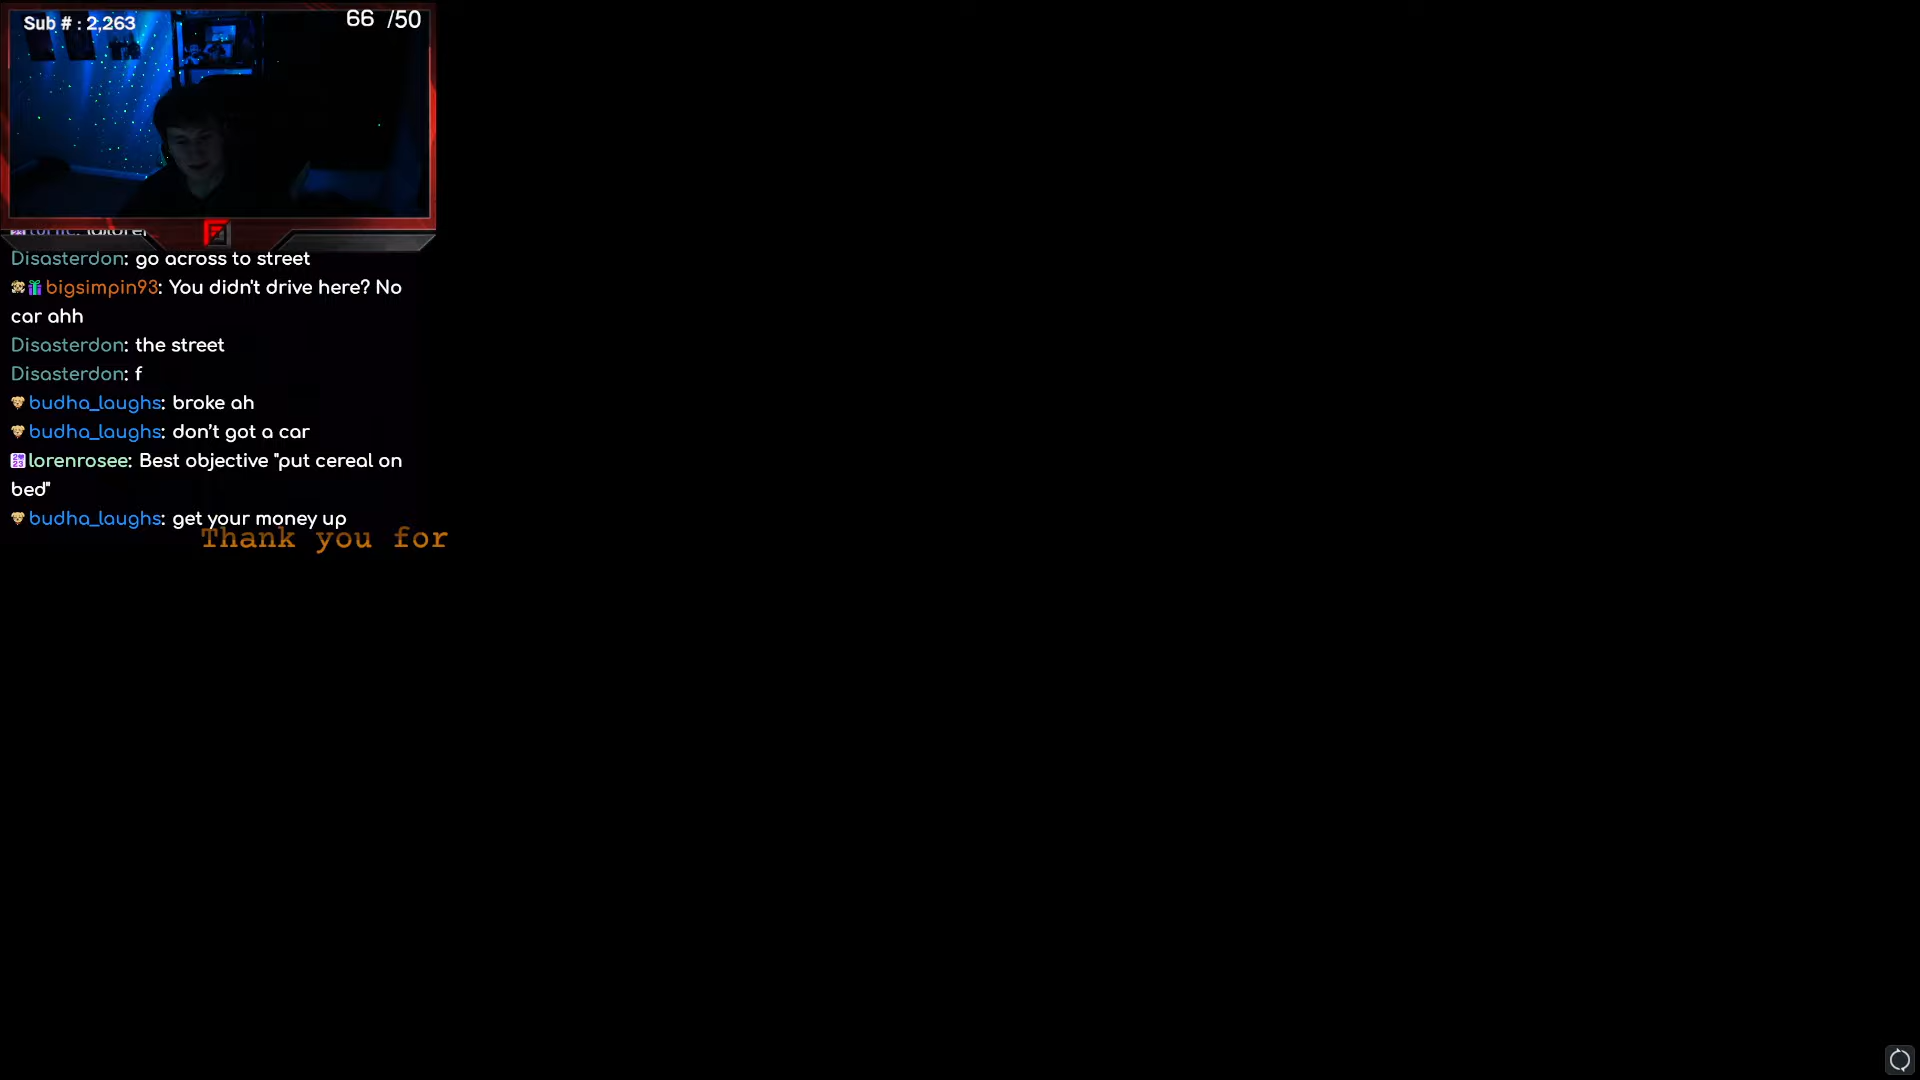 Sub # : 2,263
66 /50
Disasterdon: go across to street
bigsimpin93: You didn't drive here? No
car ahh
Disasterdon: the street
Disasterdon: f
budha_laughs: broke ah
budha_laughs: don't got a car
lorenrosee: Best objective "put cereal on
bed"
budha_laughs: get your money up
Thank you for